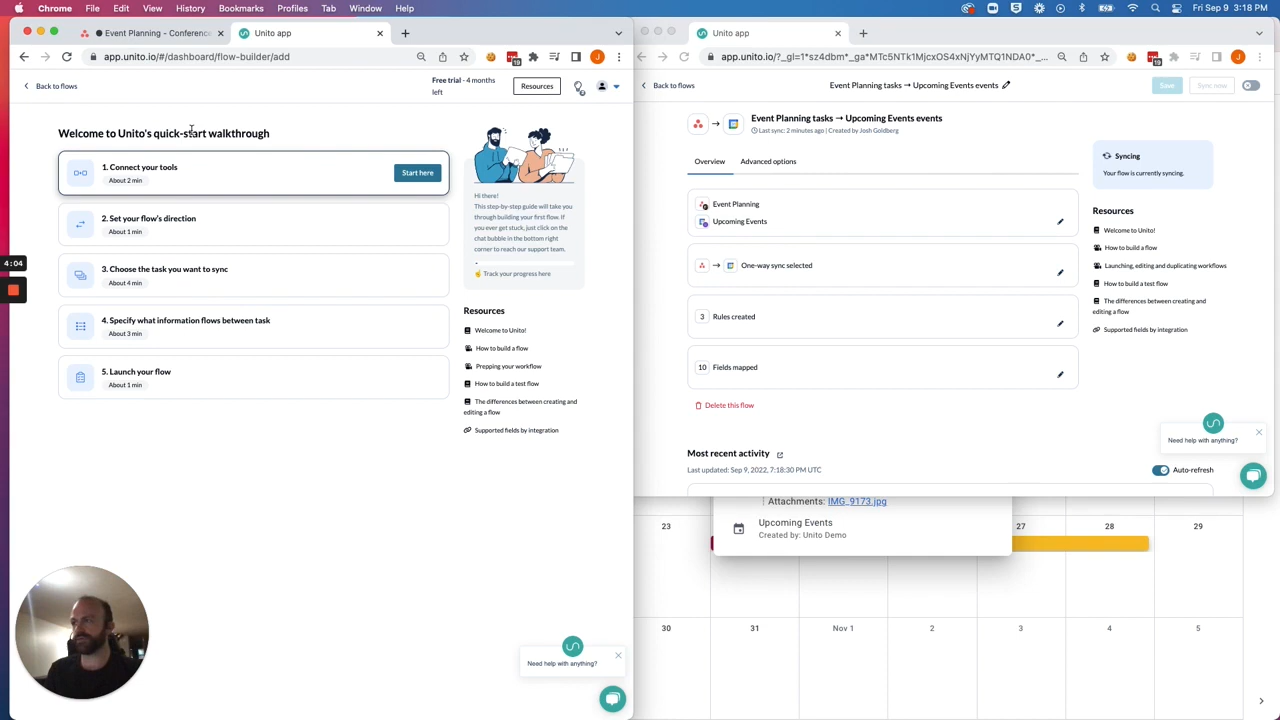 Chrome File Edit View History Bookmarks Profiles Tab Window Help
Event Planning - Conference
Unito app
app.unito.io/#/dashboard/flow-builder/add
19
J
Back to flows
Free trial - 4 months
left
Resources
Welcome to Unito's quick-start walkthrough
1. Connect your tools
About 2 min
Start here
2. Set your flow's direction
About 1 min
3. Choose the task you want to sync
About 4 min
4. Specify what information flows between task
About 3 min
5. Launch your flow
About 1 min
Hi there!
This step-by-step guide will take you
through building your first flow. If
you ever get stuck, just click on the
chat bubble in the bottom right
corner to reach our support team.
Track your progress here
Resources
Welcome to Unito!
How to build a flow
Prepping your workflow
How to build a test flow
The differences between creating and
editing a flow
Supported fields by integration
4:04
Need help with anything?
Unito app
app.unito.io/?_gl=1*sz4dbm*_ga*MTc5NTk1MjcxOS4xNjYyMTQ1NDA0*_...
19
J
Back to flows
Event Planning tasks → Upcoming Events events
Save
Sync now
Event Planning tasks → Upcoming Events events
Last sync: 2 minutes ago | Created by Josh Goldberg
Overview
Advanced options
Event Planning
Upcoming Events
One-way sync selected
3 Rules created
10 Fields mapped
Delete this flow
Syncing
Your flow is currently syncing.
Resources
Welcome to Unito!
How to build a flow
Launching, editing and duplicating workflows
How to build a test flow
The differences between creating and
editing a flow
Supported fields by integration
Most recent activity
Last updated: Sep 9, 2022, 7:18:30 PM UTC
Auto-refresh
Need help with anything?
Attachments: IMG_9173.jpg
Upcoming Events
Created by: Unito Demo
23
27
28
29
30
31
Nov 1
2
3
4
5